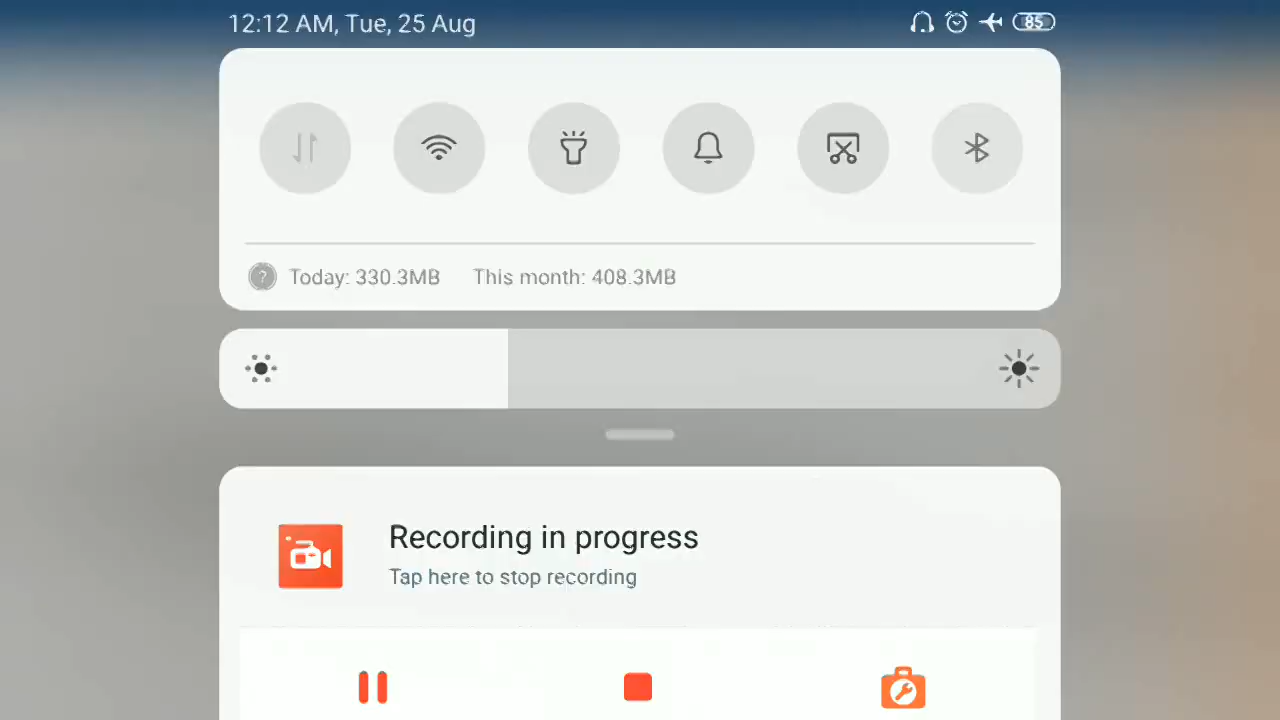 12:12 AM, Tue, 25 Aug 85
? Today: 330.3MB This month: 408.3MB
Recording in progress
Tap here to stop recording